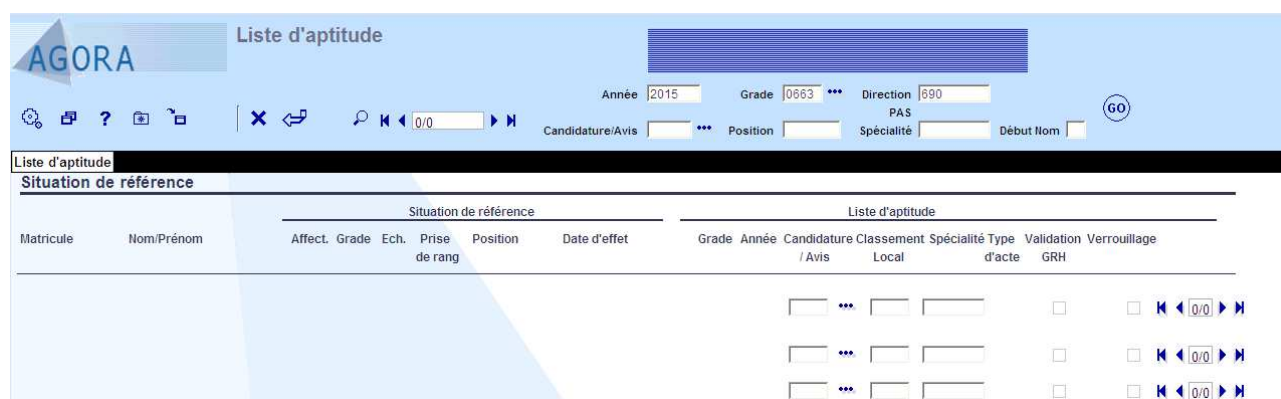 AGORA
Liste d'aptitude
Année 2015 Grade 0663 ••• Direction 690
PAS
Candidature/Avis ••• Position Spécialité Début Nom
GO
? 0/0
Liste d'aptitude
Situation de référence
Situation de référence Liste d'aptitude
Matricule Nom/Prénom Affect. Grade Ech. Prise de rang Position Date d'effet Grade Année Candidature / Avis Classement Local Spécialité Type d'acte Validation GRH Verrouillage
••• 0/0
••• 0/0
••• 0/0